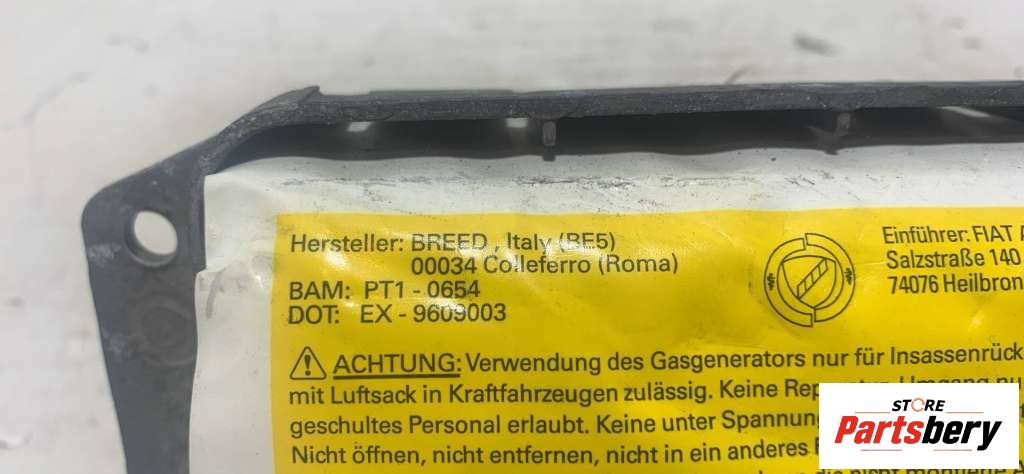 Hersteller: BREED , Italy (BE5)
00034 Colleferro (Roma)
BAM: PT1 - 0654
DOT: EX - 9609003
Einführer: FIAT A
Salzstraße 140
74076 Heilbron
ACHTUNG: Verwendung des Gasgenerators nur für Insassenrück
mit Luftsack in Kraftfahrzeugen zulässig. Keine Umgang nu
geschultes Personal erlaubt. Keine unter Spannung
Nicht öffnen, nicht entfernen, nicht in ein anderes
STORE
Partsbery